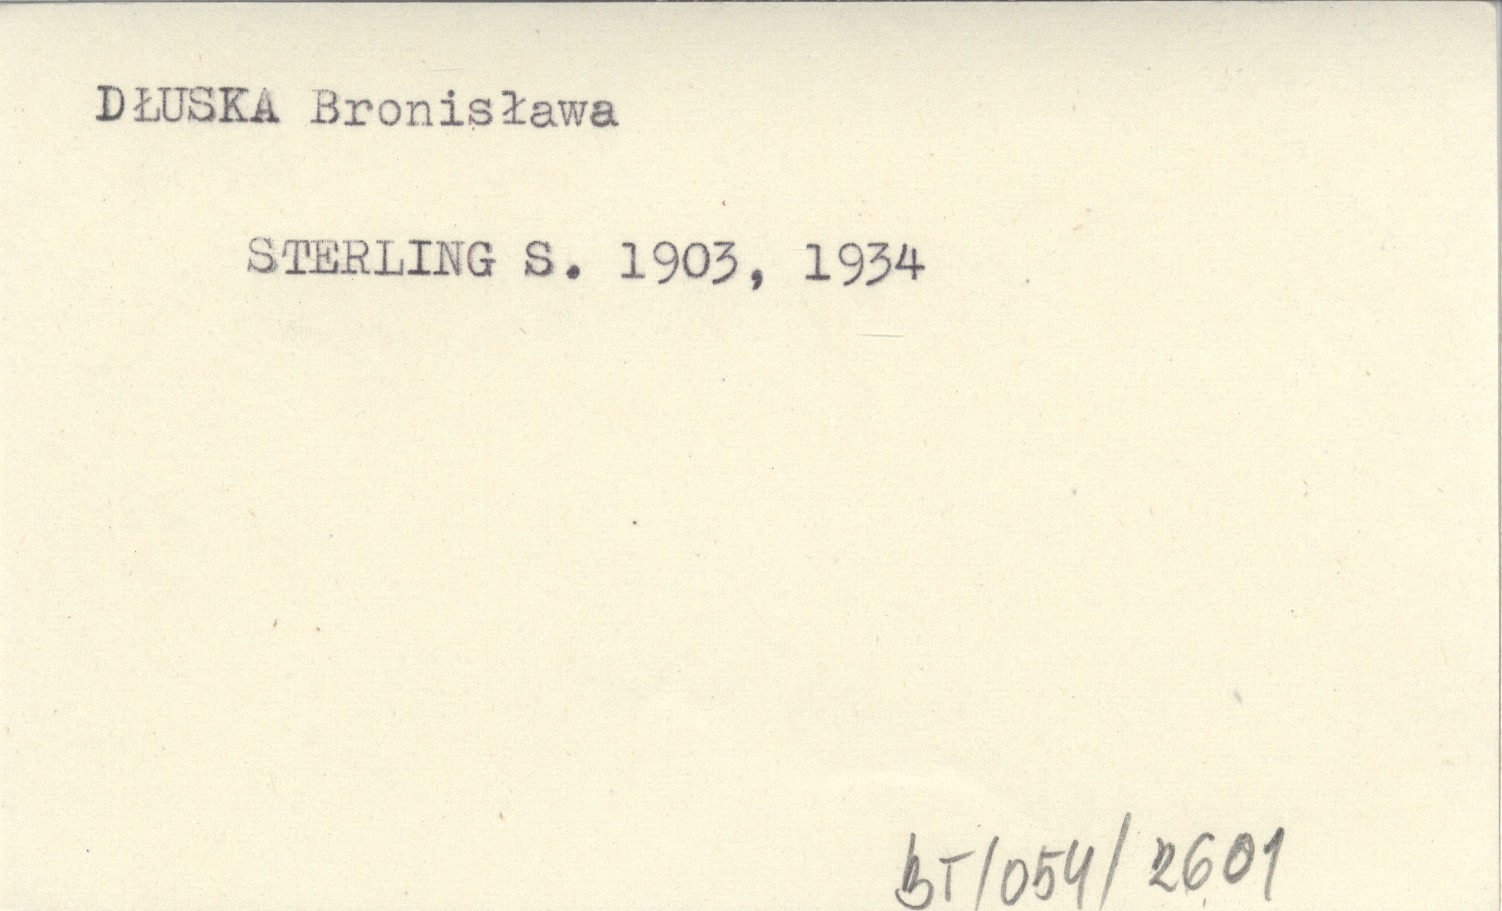 DŁUSKA Bronisława
STERLING S. 1903, 1934
BT/054/2601